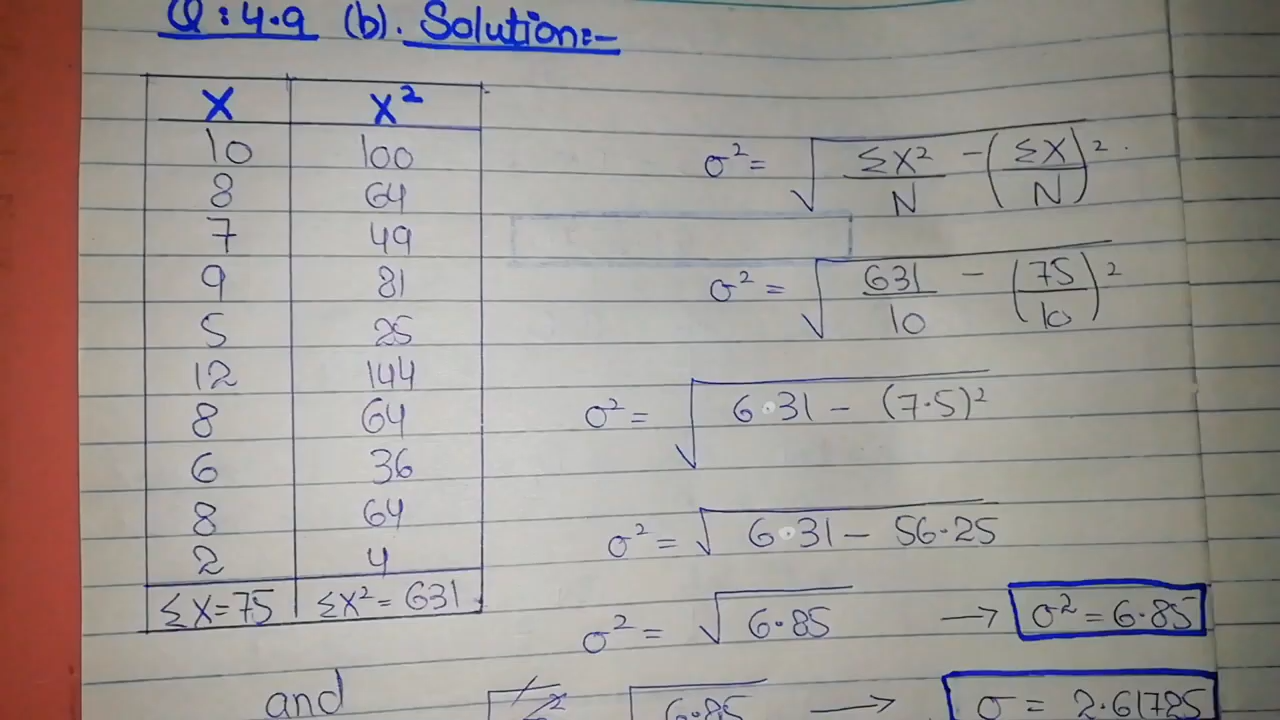 Q:4.9 (b). Solution:-
X X²
10 100
8 64
7 49
9 81
5 25
12 144
8 64
6 36
8 64
2 4
ΣX=75 ΣX²=631
σ² = √ ΣX²/N - (ΣX/N)²
σ² = √ 631/10 - (75/10)²
σ² = √ 6.31 - (7.5)²
σ² = √ 6.31 - 56.25
σ² = √ 6.85 → σ² = 6.85
and √ 6.85 → σ = 2.61725